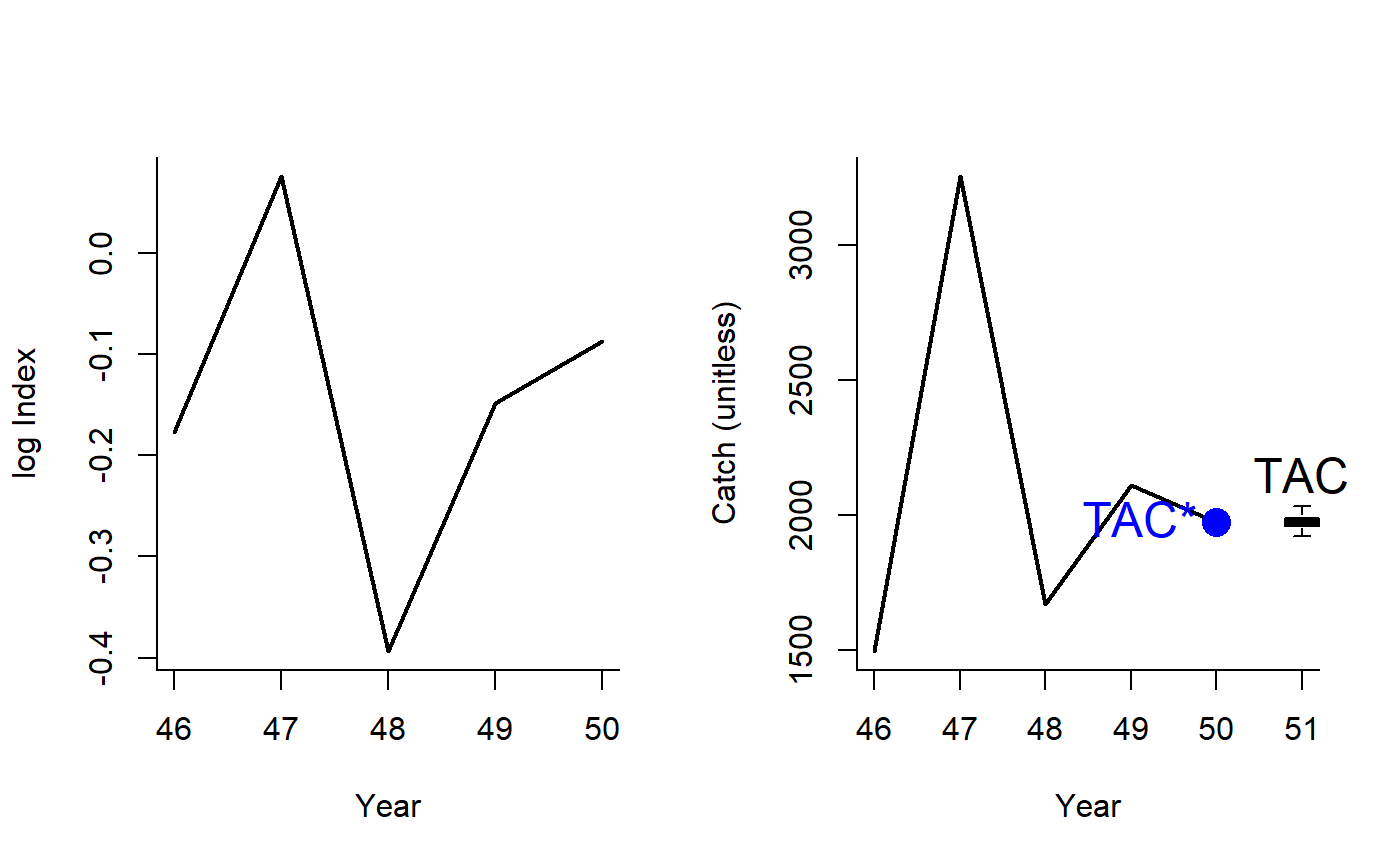 log Index
0.0
-0.1
-0.2
-0.3
-0.4
46 47 48 49 50
Year
Catch (unitless)
3000
2500
2000
1500
TAC*
TAC
46 47 48 49 50 51
Year